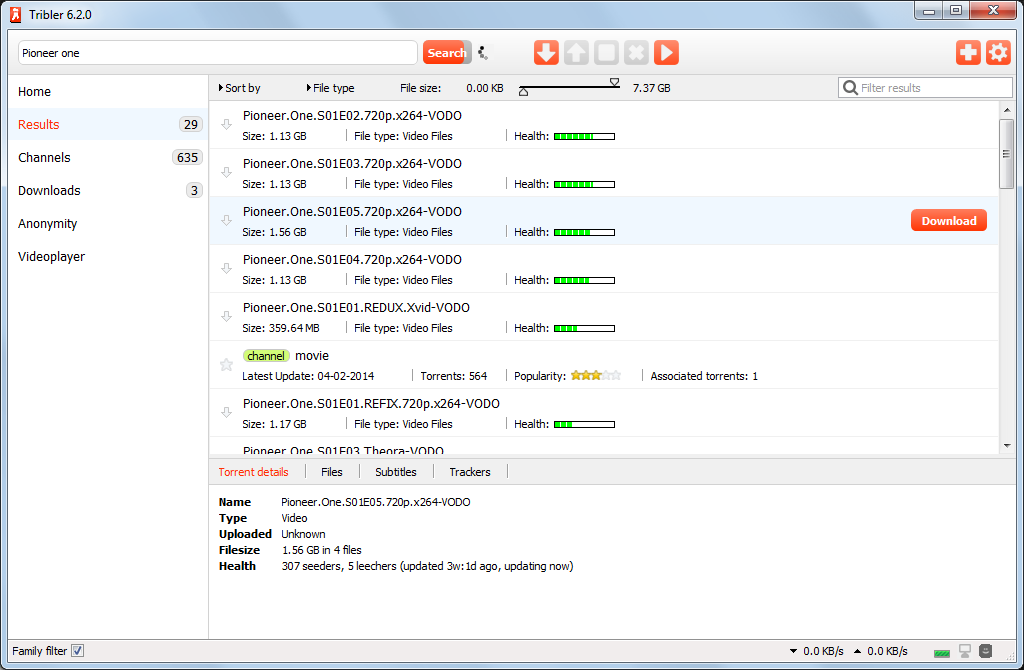 Tribler 6.2.0
Pioneer one
Search
Home
Results 29
Channels 635
Downloads 3
Anonymity
Videoplayer
Sort by File type File size: 0.00 KB 7.37 GB Filter results
Pioneer.One.S01E02.720p.x264-VODO
Size: 1.13 GB File type: Video Files Health:
Pioneer.One.S01E03.720p.x264-VODO
Size: 1.13 GB File type: Video Files Health:
Pioneer.One.S01E05.720p.x264-VODO
Size: 1.56 GB File type: Video Files Health:
Download
Pioneer.One.S01E04.720p.x264-VODO
Size: 1.13 GB File type: Video Files Health:
Pioneer.One.S01E01.REDUX.Xvid-VODO
Size: 359.64 MB File type: Video Files Health:
channel movie
Latest Update: 04-02-2014 Torrents: 564 Popularity: Associated torrents: 1
Pioneer.One.S01E01.REFIX.720p.x264-VODO
Size: 1.17 GB File type: Video Files Health:
Pioneer.One.S01E03.Theora-VODO
Torrent details Files Subtitles Trackers
Name Pioneer.One.S01E05.720p.x264-VODO
Type Video
Uploaded Unknown
Filesize 1.56 GB in 4 files
Health 307 seeders, 5 leechers (updated 3w:1d ago, updating now)
Family filter 0.0 KB/s 0.0 KB/s